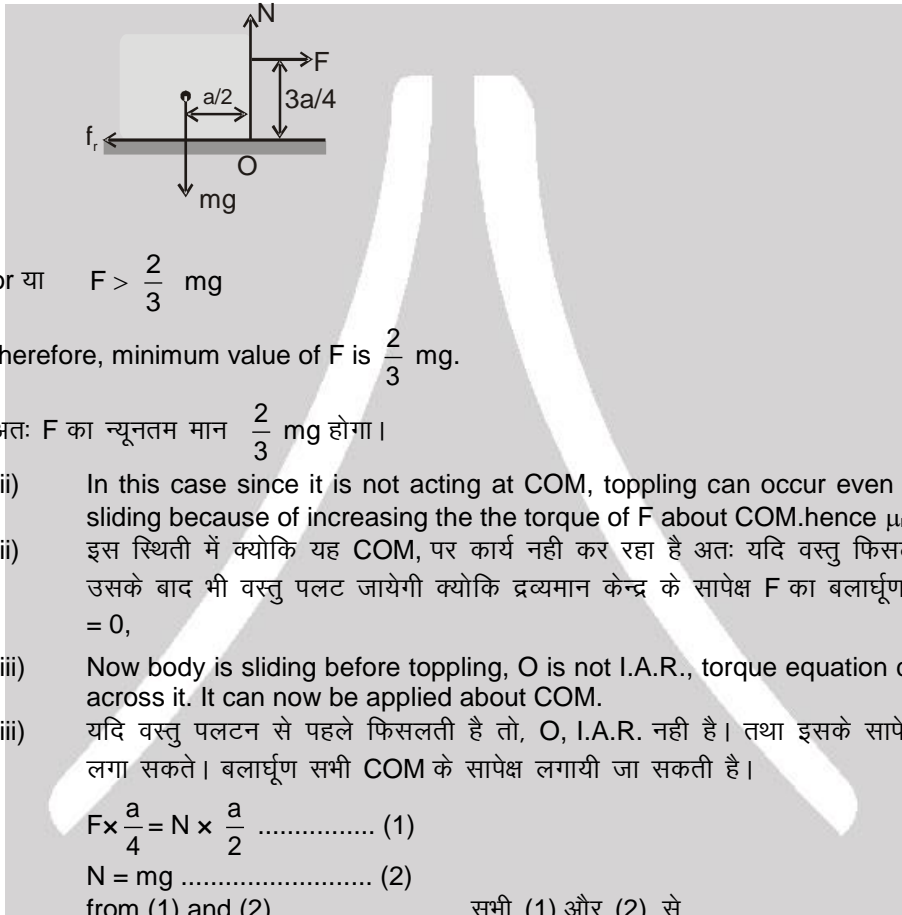 N
F
a/2
3a/4
fr
O
mg
or या F > 2/3 mg
herefore, minimum value of F is 2/3 mg.
अतः F का न्यूनतम मान 2/3 mg होगा।
ii) In this case since it is not acting at COM, toppling can occur even
sliding because of increasing the the torque of F about COM.hence μ
ii) इस स्थिती में क्योकि यह COM, पर कार्य नही कर रहा है अतः यदि वस्तु
उसके बाद भी वस्तु पलट जायेगी क्योकि द्रव्यमान केन्द्र के सापेक्ष F का बलार्घूण
= 0,
iii) Now body is sliding before toppling, O is not I.A.R., torque equation
across it. It can now be applied about COM.
iii) यदि वस्तु पलटन से पहले फिसलती है तो, O, I.A.R. नही है। तथा इसके
लगा सकते। बलार्घूण सभी COM के सापेक्ष लगायी जा सकती है।
F× a/4 = N × a/2 ................ (1)
N = mg .......................... (2)
from (1) and (2) सभी (1) और (2) से